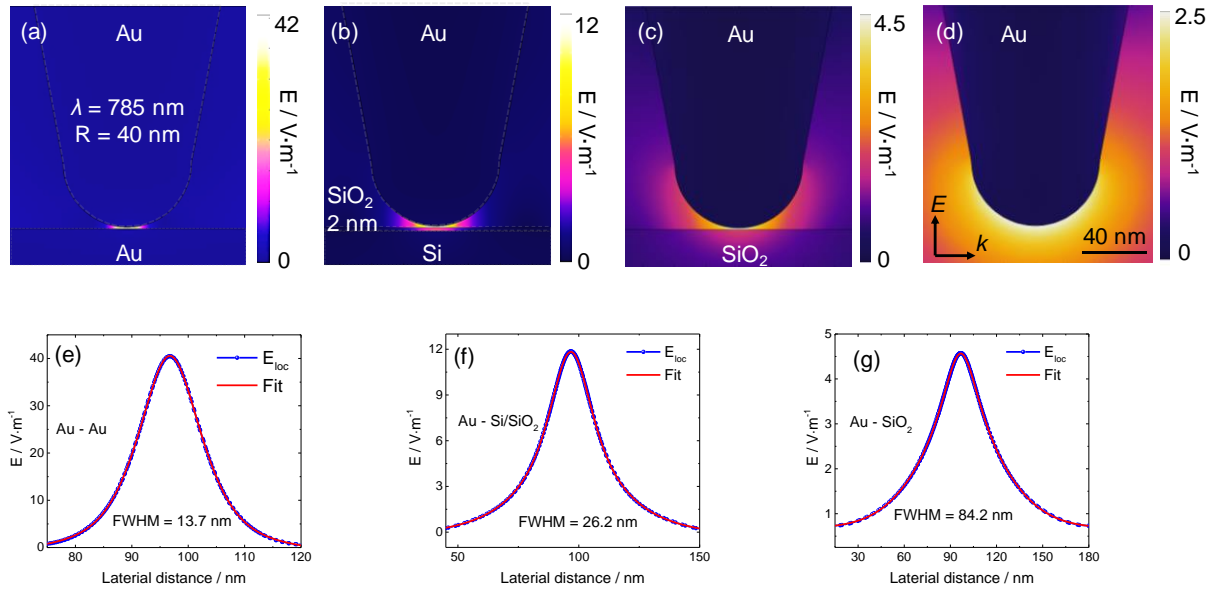 (a)
Au
λ = 785 nm
R = 40 nm
Au
42
E / V·m⁻¹
0
(b)
Au
SiO₂
2 nm
Si
12
E / V·m⁻¹
0
(c)
Au
SiO₂
4.5
E / V·m⁻¹
0
(d)
Au
E
k
40 nm
2.5
E / V·m⁻¹
0
(e)
E_loc
Fit
Au - Au
FWHM = 13.7 nm
E / V·m⁻¹
40
30
20
10
0
80 90 100 110 120
Laterial distance / nm
(f)
E_loc
Fit
Au - Si/SiO₂
FWHM = 26.2 nm
E / V·m⁻¹
12
9
6
3
0
50 100 150
Laterial distance / nm
(g)
E_loc
Fit
Au - SiO₂
FWHM = 84.2 nm
E / V·m⁻¹
5
4
3
2
1
30 60 90 120 150 180
Laterial distance / nm